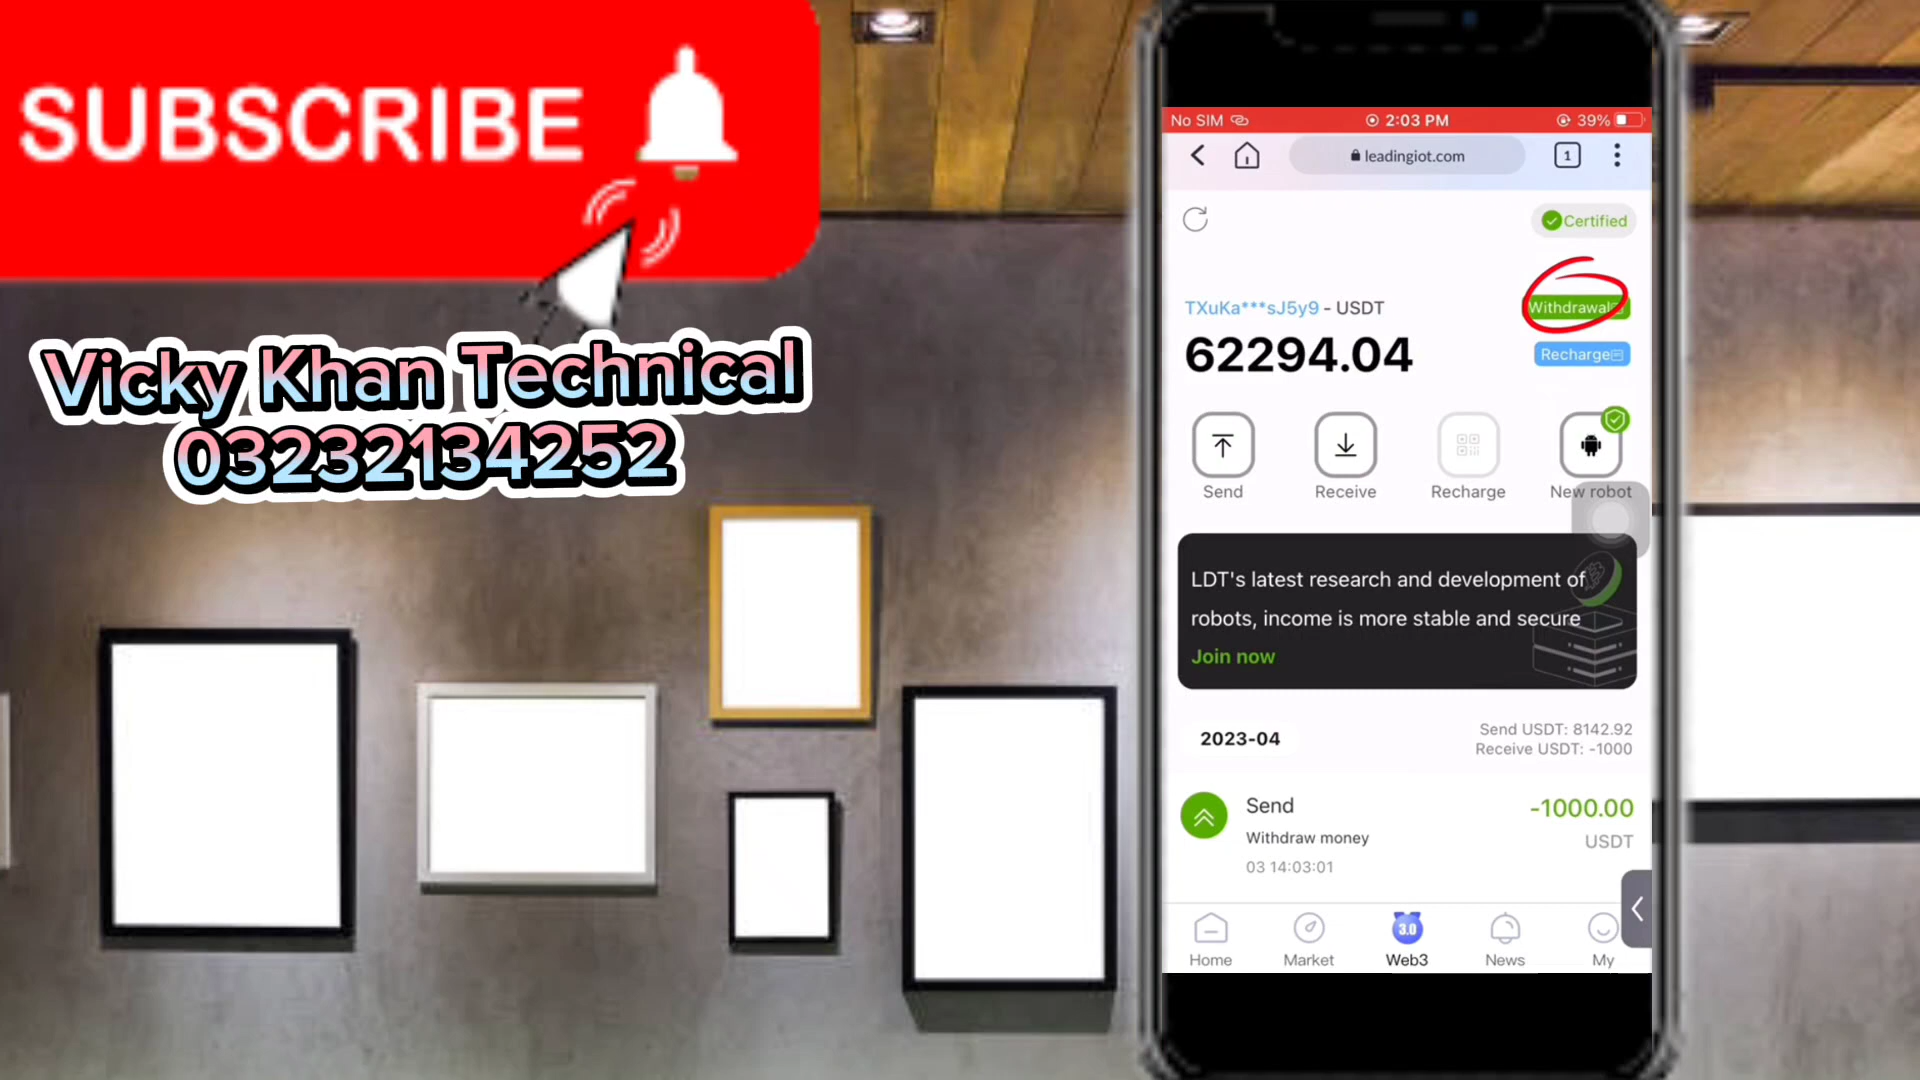 SUBSCRIBE
Vicky Khan Technical
03232134252
No SIM
2:03 PM
39%
leadingiot.com
1
Certified
TXuKa***sJ5y9 - USDT
Withdrawal
62294.04
Recharge
Send
Receive
Recharge
New robot
LDT's latest research and development of
robots, income is more stable and secure
Join now
2023-04
Send USDT: 8142.92
Receive USDT: -1000
Send
-1000.00
Withdraw money
USDT
03 14:03:01
3.0
Home
Market
Web3
News
My